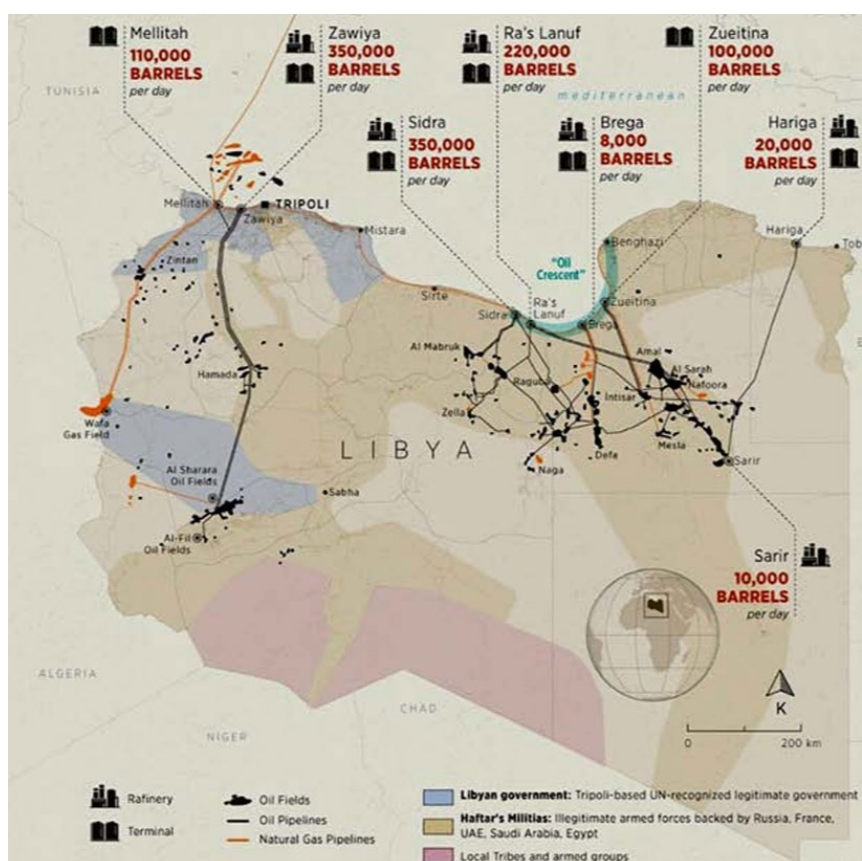 Mellitah
110,000
BARRELS
per day
Zawiya
350,000
BARRELS
per day
Ra's Lanuf
220,000
BARRELS
per day
Zueitina
100,000
BARRELS
per day
TUNISIA
mediterranean
Sidra
350,000
BARRELS
per day
Brega
8,000
BARRELS
per day
Hariga
20,000
BARRELS
per day
Mellitah
TRIPOLI
Zawiya
Mistara
Zintan
Benghazi
Hariga
Tob
"Oil
Crescent"
Sirte
Sidra
Ra's
Lanuf
Brega
Zueitina
Al Mabruk
Amal
Al Sarah
Nafoora
Hamada
Raguba
Intisar
Zella
Wafa
Gas Field
LIBYA
Mesla
Defa
Naga
Sarir
Al Sharara
Oil Fields
Sabha
Al-Fil
Oil Fields
Sarir
10,000
BARRELS
per day
ALGERIA
CHAD
NIGER
K
0 200 km
Rafinery
Terminal
Oil Fields
Oil Pipelines
Natural Gas Pipelines
Libyan government: Tripoli-based UN-recognized legitimate government
Haftar's Militias: Illegitimate armed forces backed by Russia, France,
UAE, Saudi Arabia, Egypt
Local Tribes and armed groups